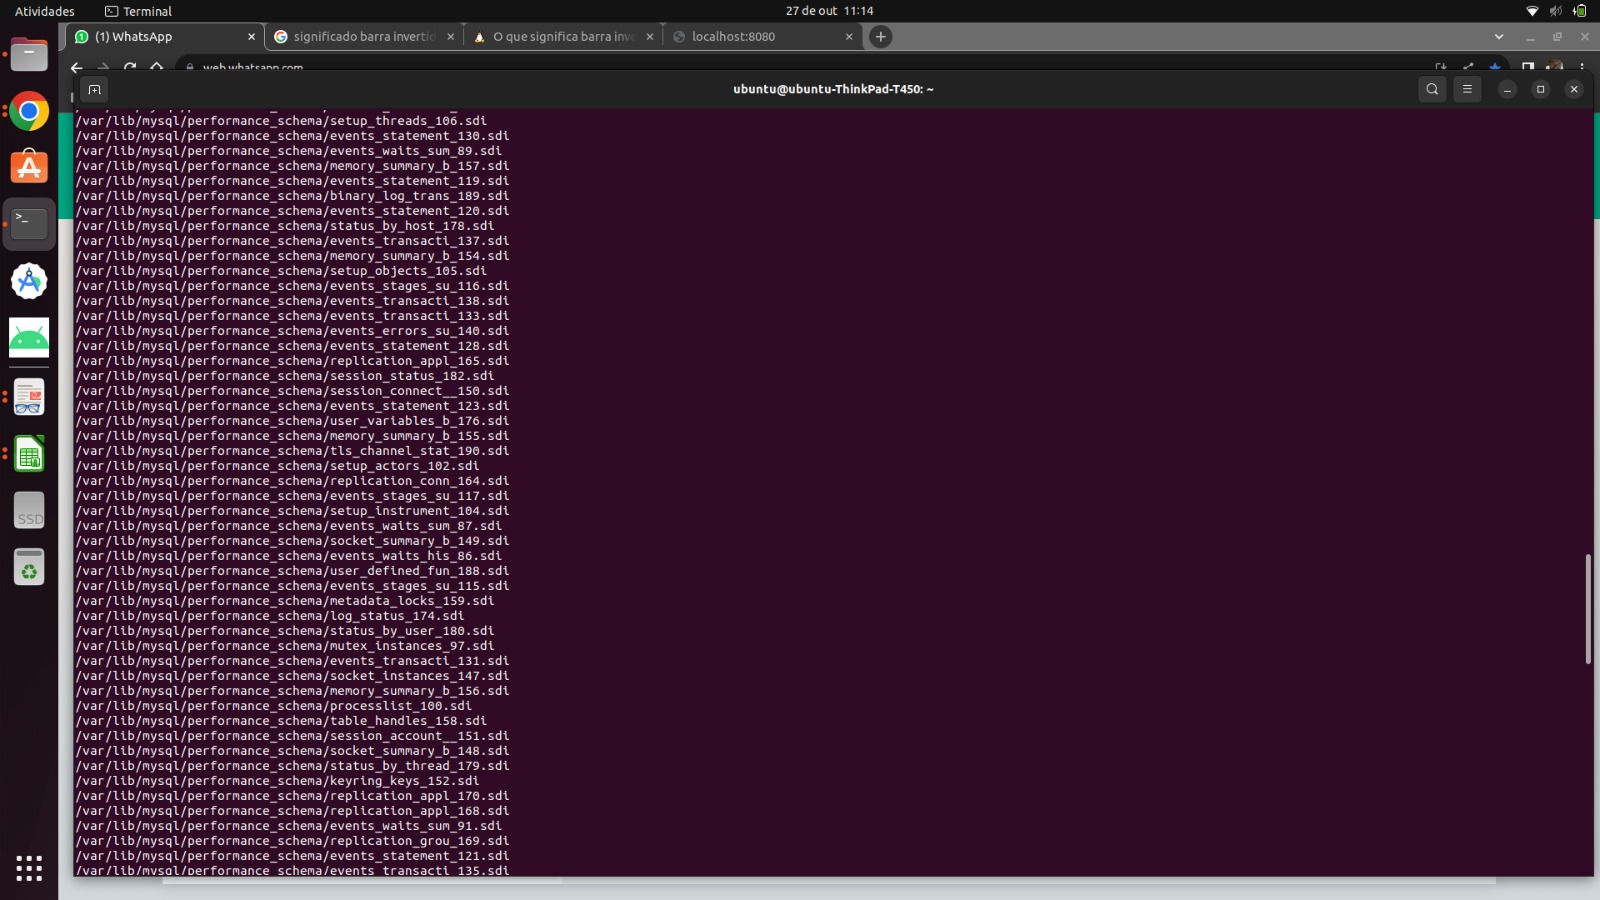 Atividades
Terminal
27 de out 11:14
(1) WhatsApp
significado barra invertid
O que significa barra inve
localhost:8080
web.whatsapp.com
ubuntu@ubuntu-ThinkPad-T450: ~
/var/lib/mysql/performance_schema/setup_threads_106.sdi
/var/lib/mysql/performance_schema/events_statement_130.sdi
/var/lib/mysql/performance_schema/events_waits_sum_89.sdi
/var/lib/mysql/performance_schema/memory_summary_b_157.sdi
/var/lib/mysql/performance_schema/events_statement_119.sdi
/var/lib/mysql/performance_schema/binary_log_trans_189.sdi
/var/lib/mysql/performance_schema/events_statement_120.sdi
/var/lib/mysql/performance_schema/status_by_host_178.sdi
/var/lib/mysql/performance_schema/events_transacti_137.sdi
/var/lib/mysql/performance_schema/memory_summary_b_154.sdi
/var/lib/mysql/performance_schema/setup_objects_105.sdi
/var/lib/mysql/performance_schema/events_stages_su_116.sdi
/var/lib/mysql/performance_schema/events_transacti_138.sdi
/var/lib/mysql/performance_schema/events_transacti_133.sdi
/var/lib/mysql/performance_schema/events_errors_su_140.sdi
/var/lib/mysql/performance_schema/events_statement_128.sdi
/var/lib/mysql/performance_schema/replication_appl_165.sdi
/var/lib/mysql/performance_schema/session_status_182.sdi
/var/lib/mysql/performance_schema/session_connect__150.sdi
/var/lib/mysql/performance_schema/events_statement_123.sdi
/var/lib/mysql/performance_schema/user_variables_b_176.sdi
/var/lib/mysql/performance_schema/memory_summary_b_155.sdi
/var/lib/mysql/performance_schema/tls_channel_stat_190.sdi
/var/lib/mysql/performance_schema/setup_actors_102.sdi
/var/lib/mysql/performance_schema/replication_conn_164.sdi
/var/lib/mysql/performance_schema/events_stages_su_117.sdi
/var/lib/mysql/performance_schema/setup_instrument_104.sdi
/var/lib/mysql/performance_schema/events_waits_sum_87.sdi
/var/lib/mysql/performance_schema/socket_summary_b_149.sdi
/var/lib/mysql/performance_schema/events_waits_his_86.sdi
/var/lib/mysql/performance_schema/user_defined_fun_188.sdi
/var/lib/mysql/performance_schema/events_stages_su_115.sdi
/var/lib/mysql/performance_schema/metadata_locks_159.sdi
/var/lib/mysql/performance_schema/log_status_174.sdi
/var/lib/mysql/performance_schema/status_by_user_180.sdi
/var/lib/mysql/performance_schema/mutex_instances_97.sdi
/var/lib/mysql/performance_schema/events_transacti_131.sdi
/var/lib/mysql/performance_schema/socket_instances_147.sdi
/var/lib/mysql/performance_schema/memory_summary_b_156.sdi
/var/lib/mysql/performance_schema/processlist_100.sdi
/var/lib/mysql/performance_schema/table_handles_158.sdi
/var/lib/mysql/performance_schema/session_account__151.sdi
/var/lib/mysql/performance_schema/socket_summary_b_148.sdi
/var/lib/mysql/performance_schema/status_by_thread_179.sdi
/var/lib/mysql/performance_schema/keyring_keys_152.sdi
/var/lib/mysql/performance_schema/replication_appl_170.sdi
/var/lib/mysql/performance_schema/replication_appl_168.sdi
/var/lib/mysql/performance_schema/events_waits_sum_91.sdi
/var/lib/mysql/performance_schema/replication_grou_169.sdi
/var/lib/mysql/performance_schema/events_statement_121.sdi
/var/lib/mysql/performance_schema/events_transacti_135.sdi
SSD